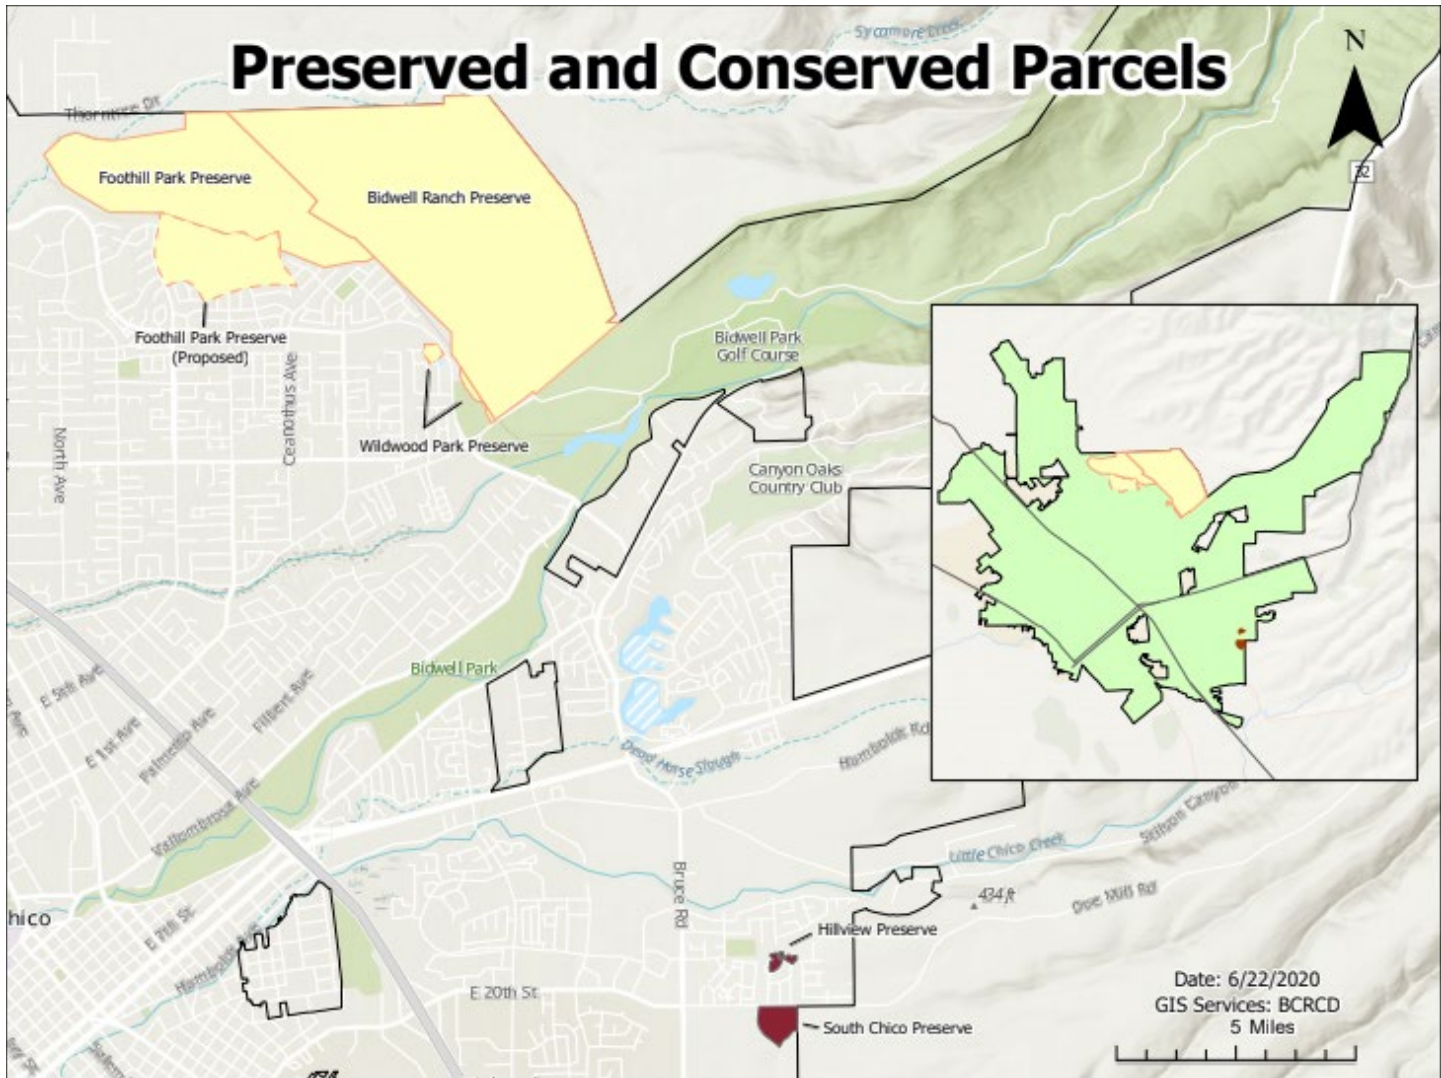 Sycamore Creek
Preserved and Conserved Parcels
N
Thorntree Dr
32
Foothill Park Preserve
Bidwell Ranch Preserve
Foothill Park Preserve
(Proposed)
Bidwell Park
Golf Course
Ceanothus Ave
North Ave
Wildwood Park Preserve
Canyon Oaks
Country Club
Bidwell Park
E 5th Ave
Filbert Ave
Palmetto Ave
E 1st Ave
Dead Horse Slough
Humboldt Rd
Vallombrosa Ave
Stilson Canyon
Little Chico Creek
Bruce Rd
434 ft
Doe Mill Rd
hico
E 7th St
Humboldt Ave
Hillview Preserve
E 20th St
South Chico Preserve
Date: 6/22/2020
GIS Services: BCRCD
5 Miles